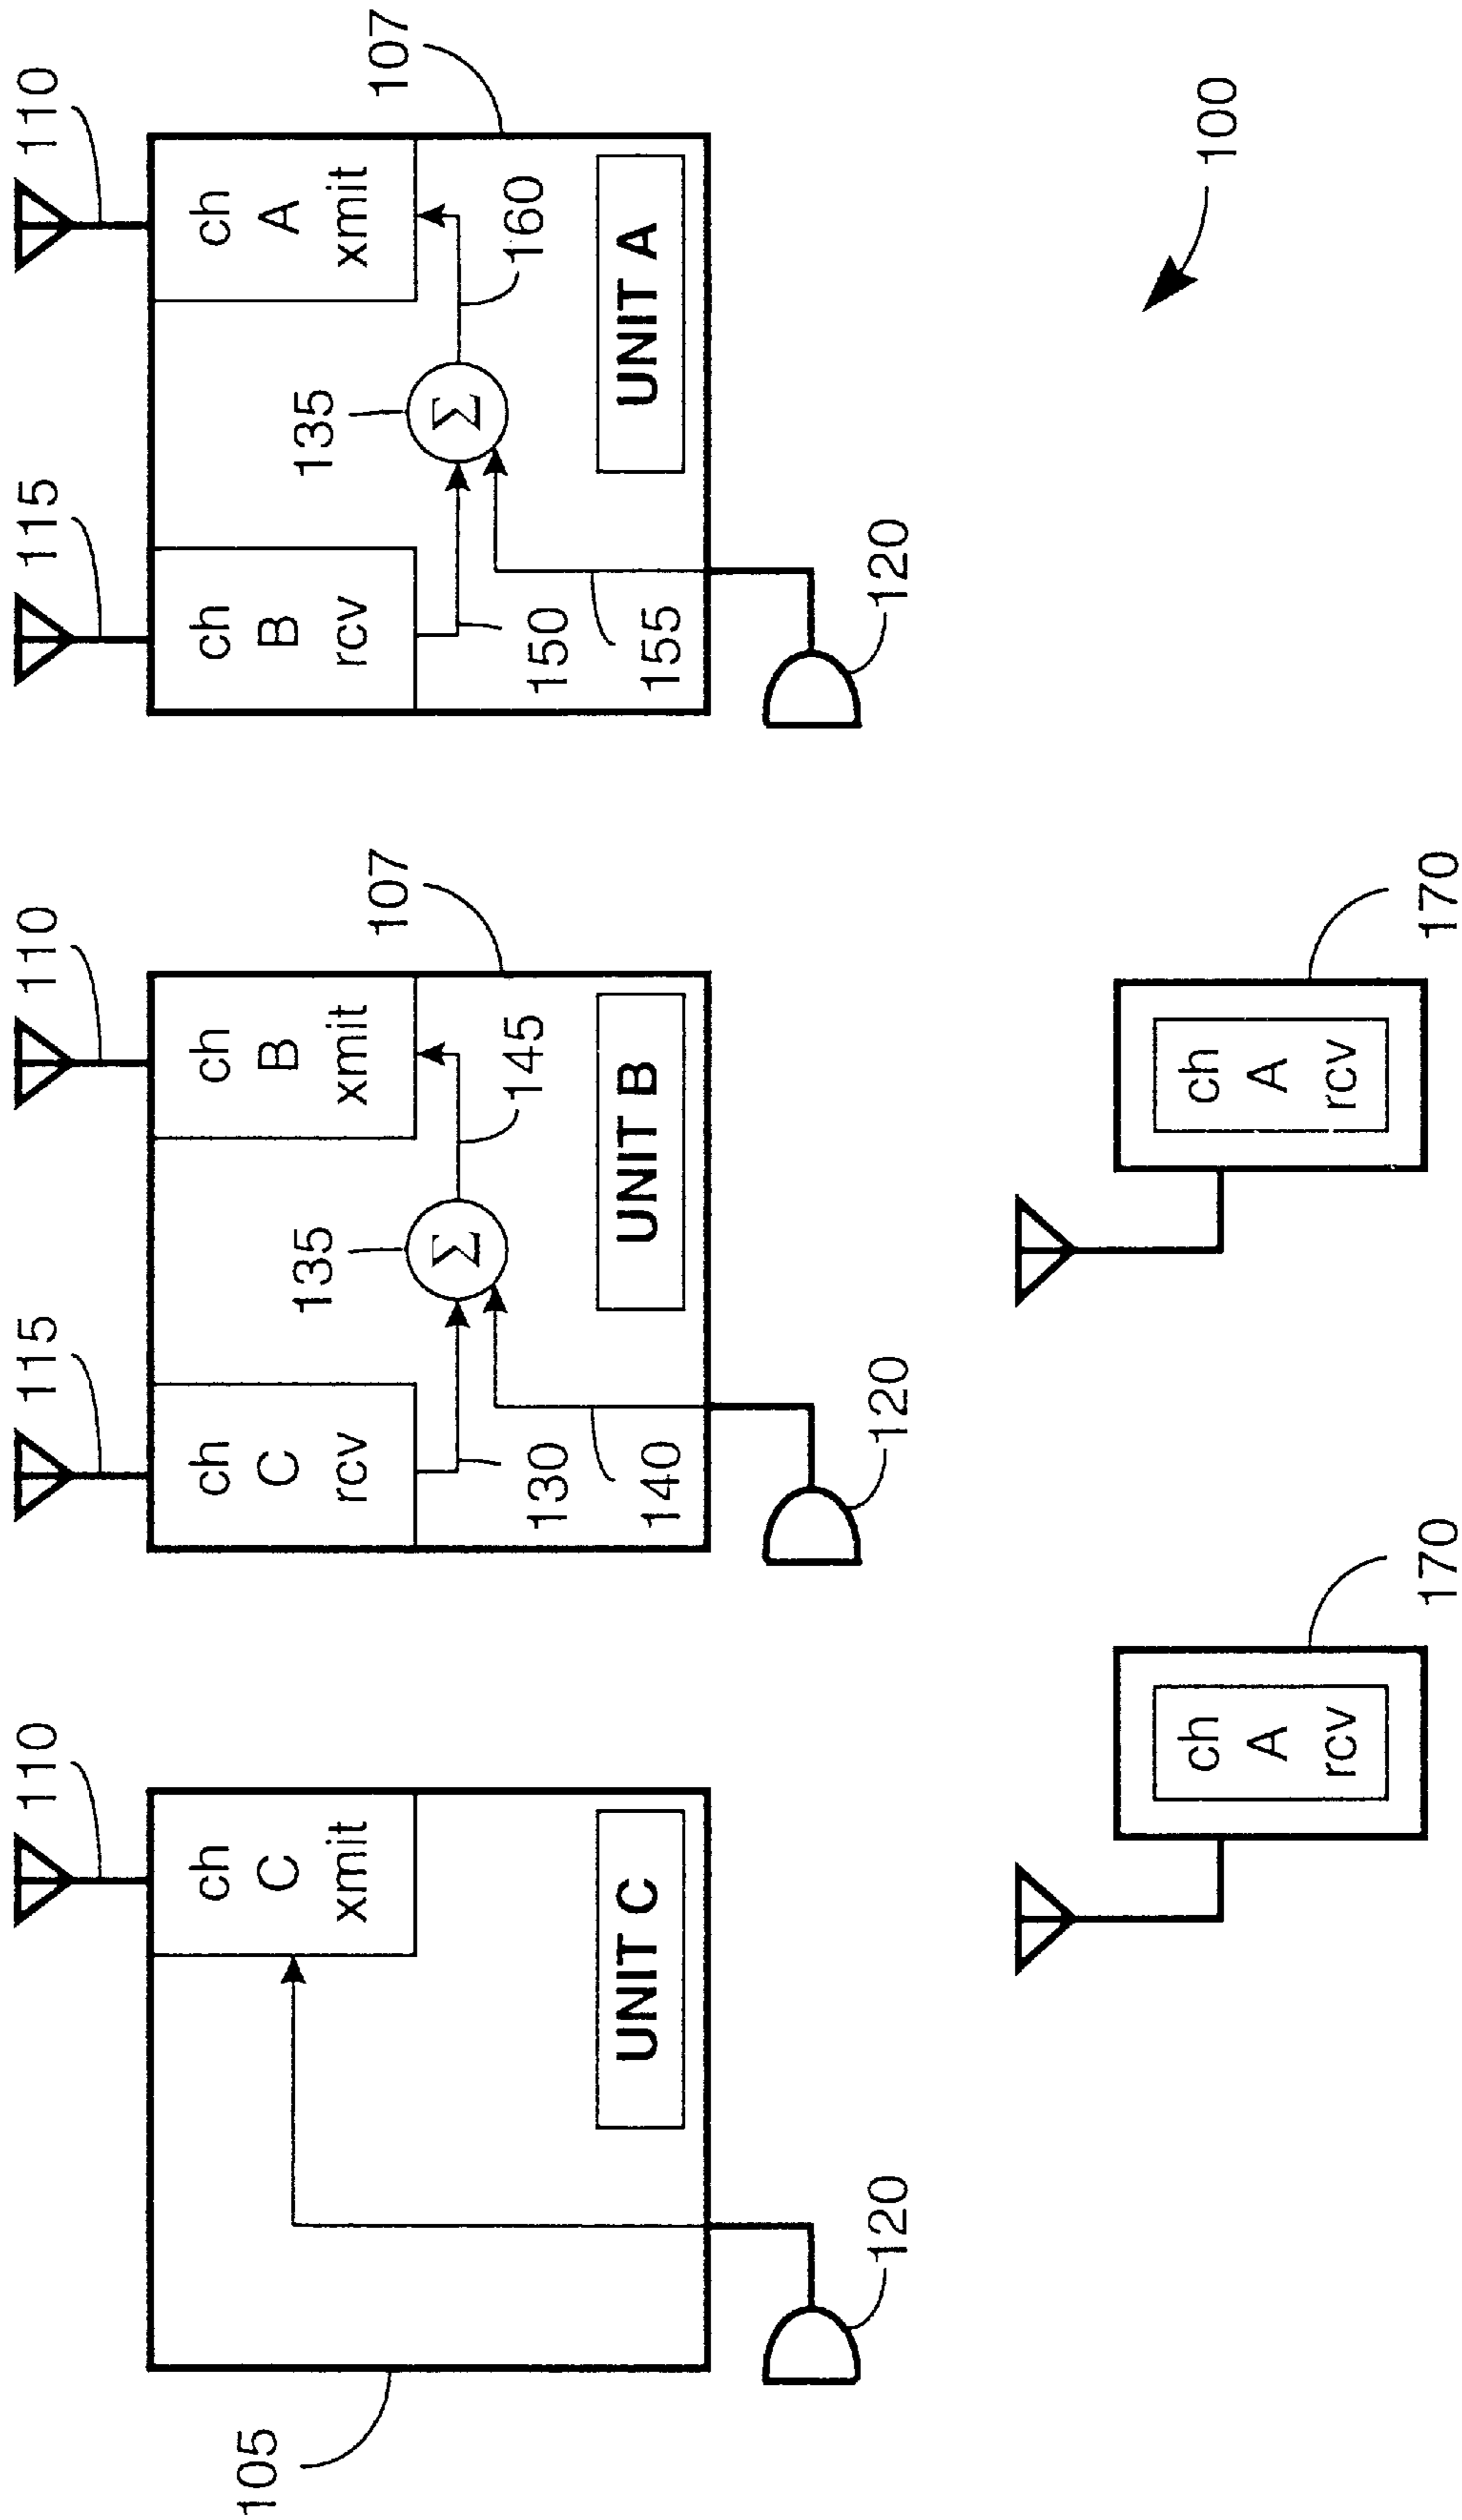 110
ch
C
xmit
UNIT C
105
120
115
110
ch
C
rcv
ch
B
xmit
135
130
140
145
UNIT B
107
120
115
110
ch
B
rcv
ch
A
xmit
135
150
155
160
UNIT A
107
120
ch
A
rcv
170
ch
A
rcv
170
100
Σ
Σ